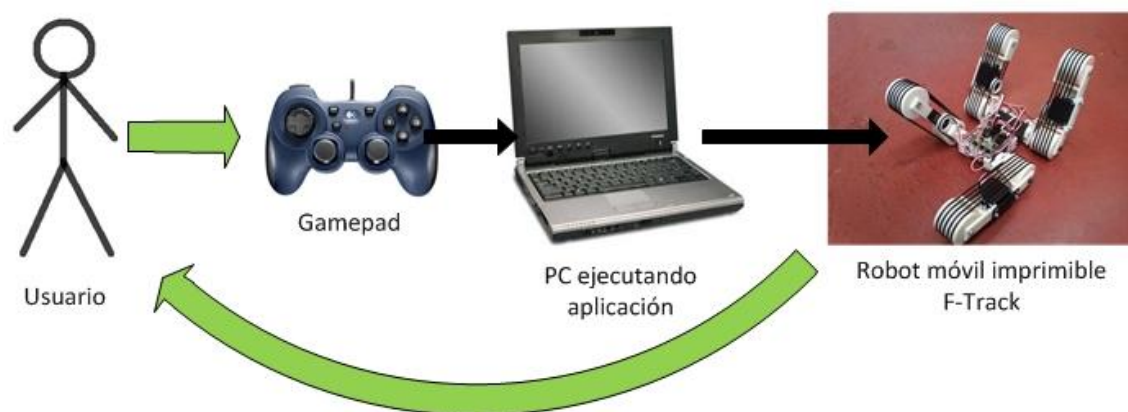 Gamepad
Usuario
PC ejecutando
aplicación
Robot móvil imprimible
F-Track